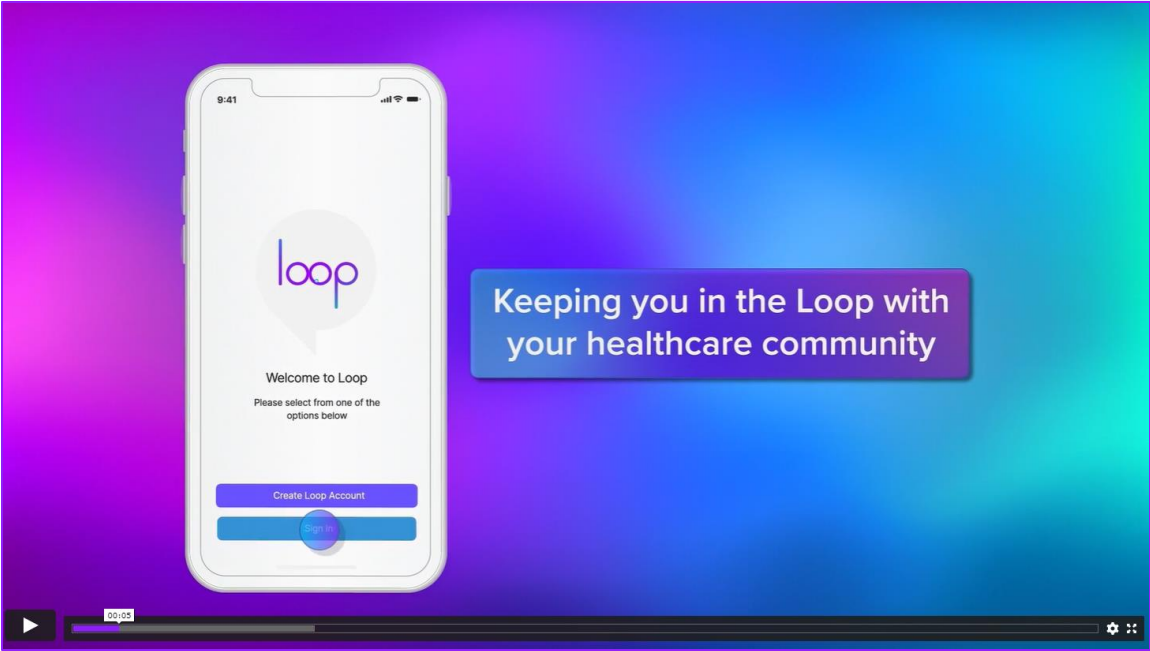 9:41
loop
Keeping you in the Loop with
your healthcare community
Welcome to Loop
Please select from one of the
options below
Create Loop Account
Sign In
00:05